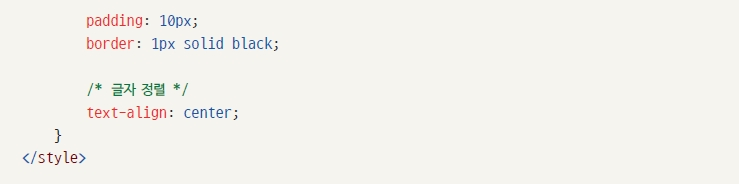 padding: 10px;
border: 1px solid black;
/* 글자 정렬 */
text-align: center;
}
</style>